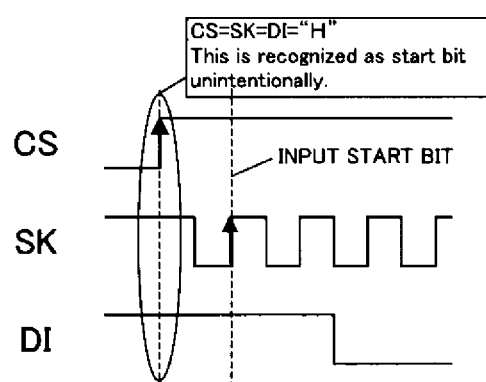 CS=SK=DI="H"
This is recognized as start bit
unintentionally.
CS
INPUT START BIT
SK
DI